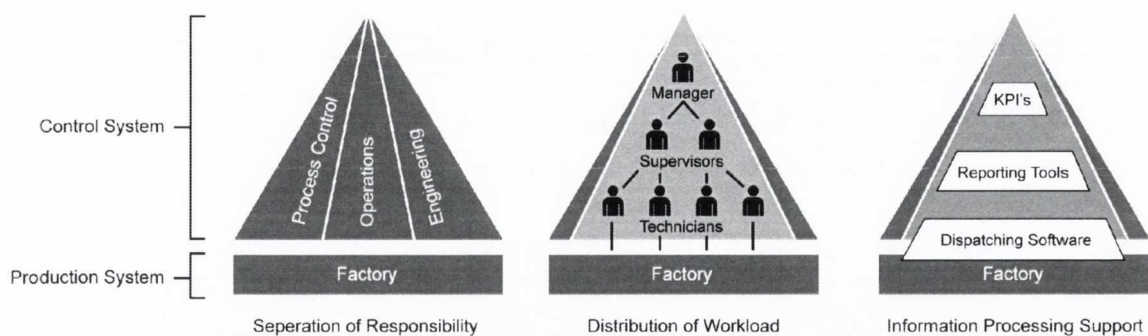 Control System
Production System
Process Control
Operations
Engineering
Factory
Seperation of Responsibility
Manager
Supervisors
Technicians
Factory
Distribution of Workload
KPI's
Reporting Tools
Dispatching Software
Factory
Information Processing Support